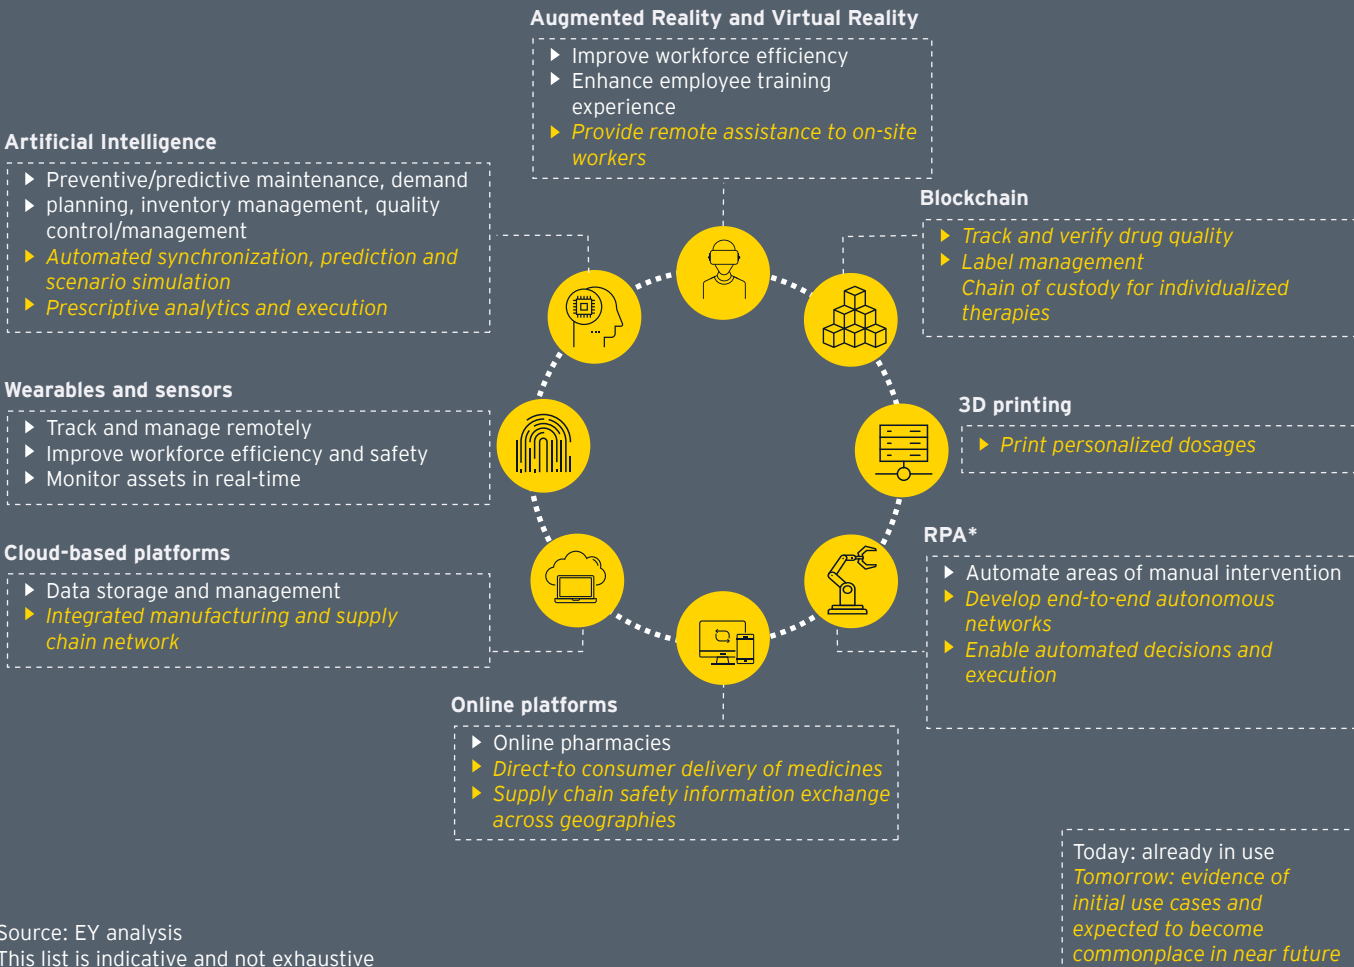 Augmented Reality and Virtual Reality
Improve workforce efficiency
Enhance employee training
experience
Provide remote assistance to on-site
workers
Artificial Intelligence
Preventive/predictive maintenance, demand
planning, inventory management, quality
control/management
Automated synchronization, prediction and
scenario simulation
Prescriptive analytics and execution
Blockchain
Track and verify drug quality
Label management
Chain of custody for individualized
therapies
Wearables and sensors
Track and manage remotely
Improve workforce efficiency and safety
Monitor assets in real-time
3D printing
Print personalized dosages
Cloud-based platforms
Data storage and management
Integrated manufacturing and supply
chain network
RPA*
Automate areas of manual intervention
Develop end-to-end autonomous
networks
Enable automated decisions and
execution
Online platforms
Online pharmacies
Direct-to consumer delivery of medicines
Supply chain safety information exchange
across geographies
Today: already in use
Tomorrow: evidence of
initial use cases and
expected to become
commonplace in near future
Source: EY analysis
This list is indicative and not exhaustive